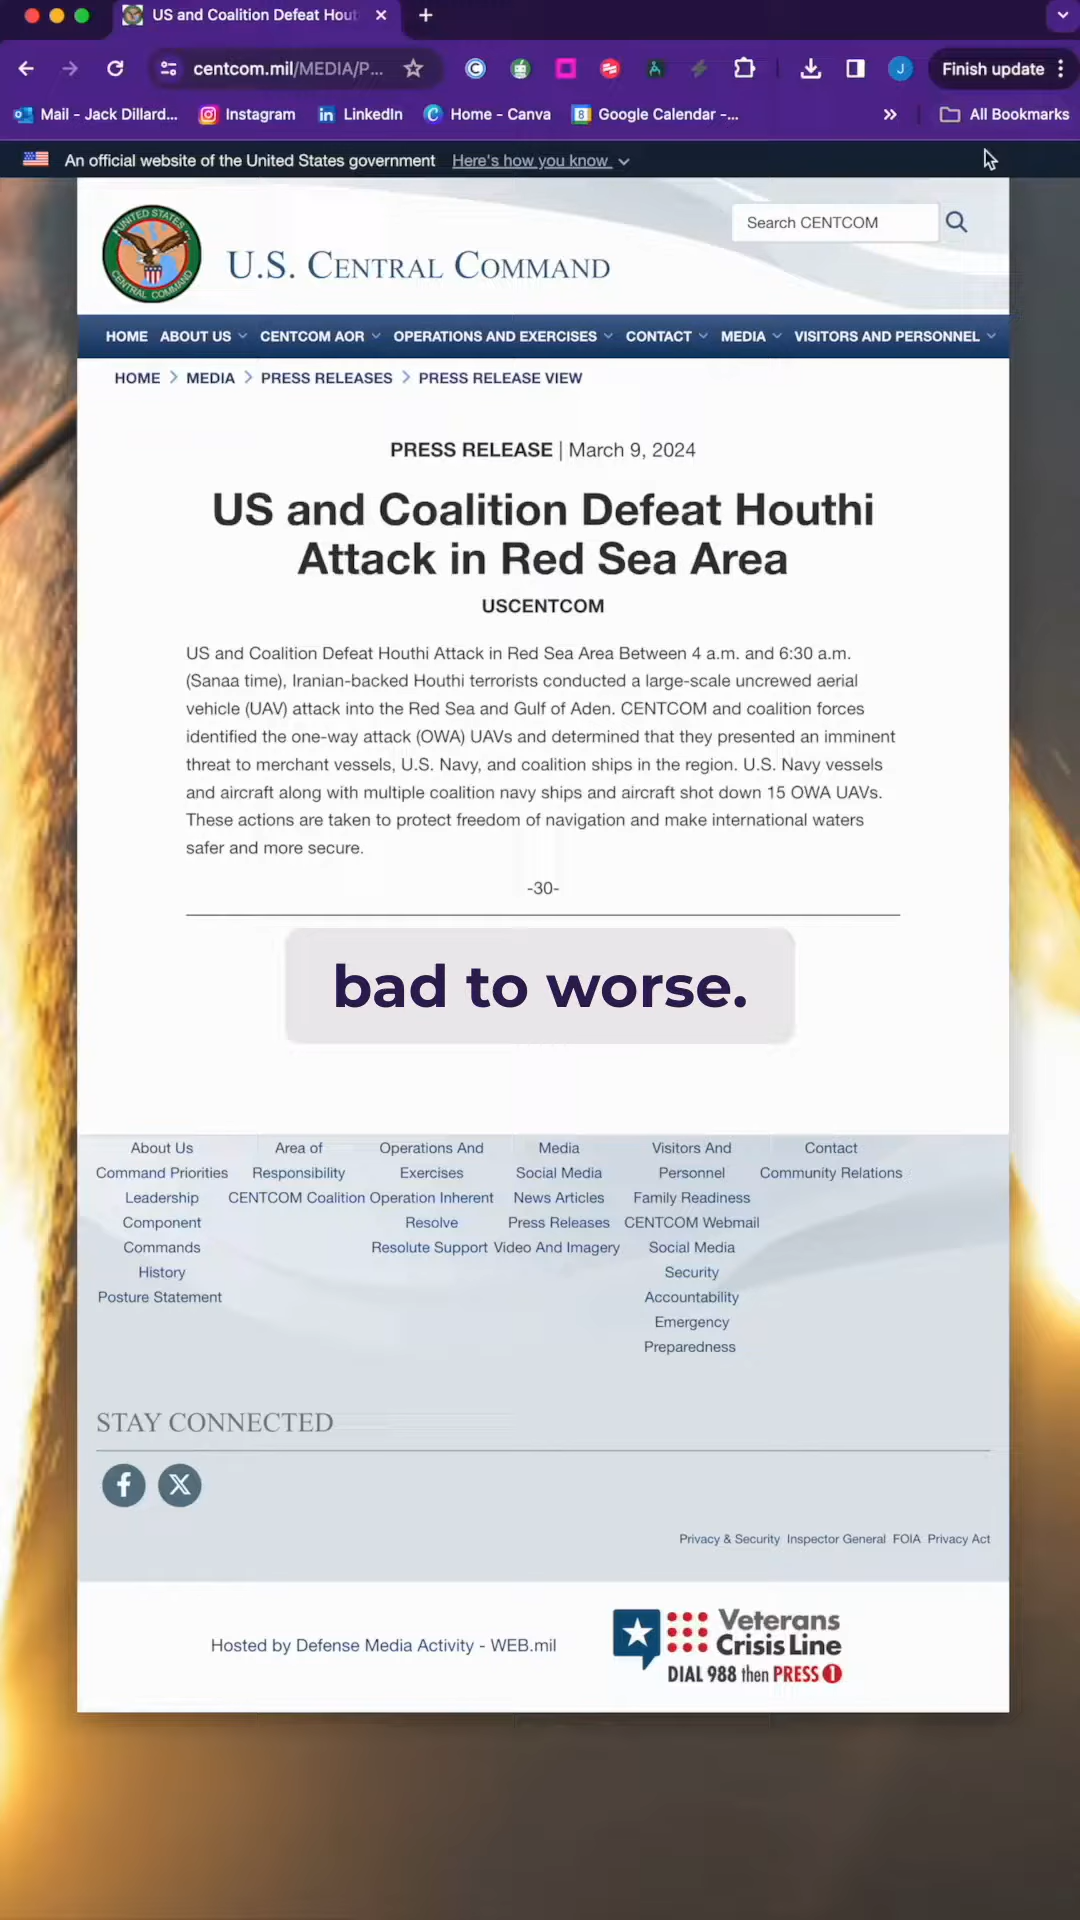 US and Coalition Defeat Hout
centcom.mil/MEDIA/P...
J
Finish update
Mail - Jack Dillard...
Instagram
LinkedIn
Home - Canva
Google Calendar -...
All Bookmarks
An official website of the United States government Here's how you know
UNITED STATES
CENTRAL COMMAND
U.S. CENTRAL COMMAND
Search CENTCOM
HOME ABOUT US CENTCOM AOR OPERATIONS AND EXERCISES CONTACT MEDIA VISITORS AND PERSONNEL
HOME > MEDIA > PRESS RELEASES > PRESS RELEASE VIEW
PRESS RELEASE | March 9, 2024
US and Coalition Defeat Houthi
Attack in Red Sea Area
USCENTCOM
US and Coalition Defeat Houthi Attack in Red Sea Area Between 4 a.m. and 6:30 a.m.
(Sanaa time), Iranian-backed Houthi terrorists conducted a large-scale uncrewed aerial
vehicle (UAV) attack into the Red Sea and Gulf of Aden. CENTCOM and coalition forces
identified the one-way attack (OWA) UAVs and determined that they presented an imminent
threat to merchant vessels, U.S. Navy, and coalition ships in the region. U.S. Navy vessels
and aircraft along with multiple coalition navy ships and aircraft shot down 15 OWA UAVs.
These actions are taken to protect freedom of navigation and make international waters
safer and more secure.
-30-
bad to worse.
About Us
Command Priorities
Leadership
Component
Commands
History
Posture Statement
Area of
Responsibility
CENTCOM Coalition
Operations And
Exercises
Operation Inherent
Resolve
Resolute Support
Media
Social Media
News Articles
Press Releases
Video And Imagery
Visitors And
Personnel
Family Readiness
CENTCOM Webmail
Social Media
Security
Accountability
Emergency
Preparedness
Contact
Community Relations
STAY CONNECTED
Privacy & Security Inspector General FOIA Privacy Act
Hosted by Defense Media Activity - WEB.mil
Veterans
Crisis Line
DIAL 988 then PRESS 1